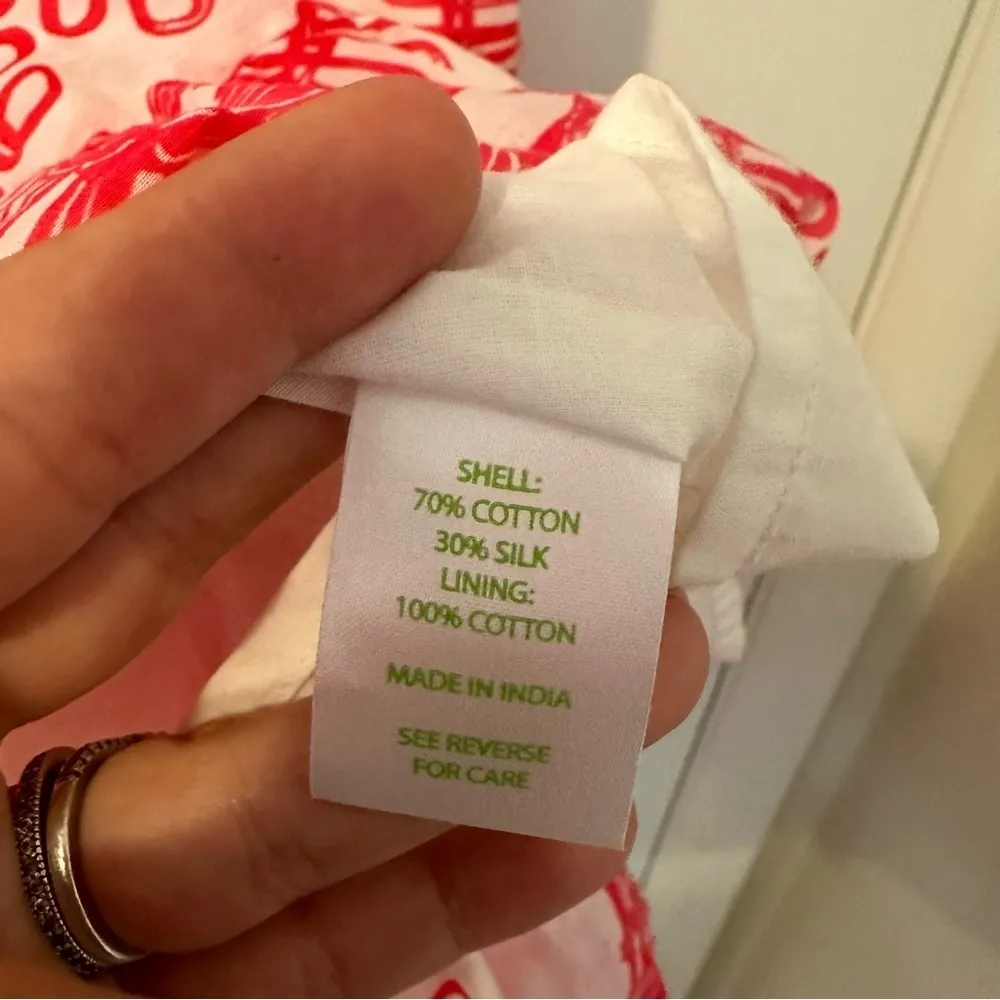 SHELL:
70% COTTON
30% SILK
LINING:
100% COTTON
MADE IN INDIA
SEE REVERSE
FOR CARE